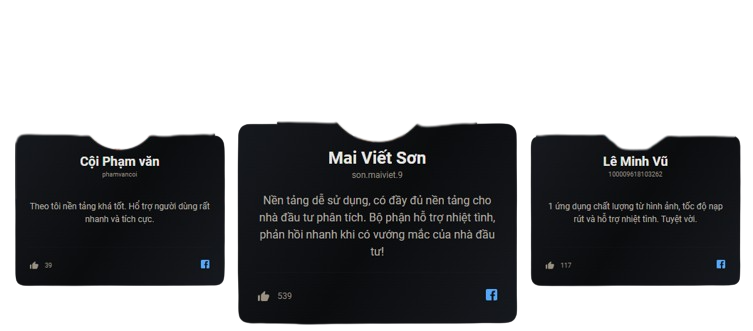 Cội Phạm văn
phamvancoi
Theo tôi nền tảng khá tốt. Hổ trợ người dùng rất
nhanh và tích cực.
39
Mai Viết Sơn
son.maiviet.9
Nền tảng dễ sử dụng, có đầy đủ nền tảng cho
nhà đầu tư phân tích. Bộ phận hỗ trợ nhiệt tình,
phản hồi nhanh khi có vướng mắc của nhà đầu
tư!
539
Lê Minh Vũ
100009618103262
1 ứng dụng chất lượng từ hình ảnh, tốc độ nạp
rút và hỗ trợ nhiệt tình. Tuyệt vời.
117